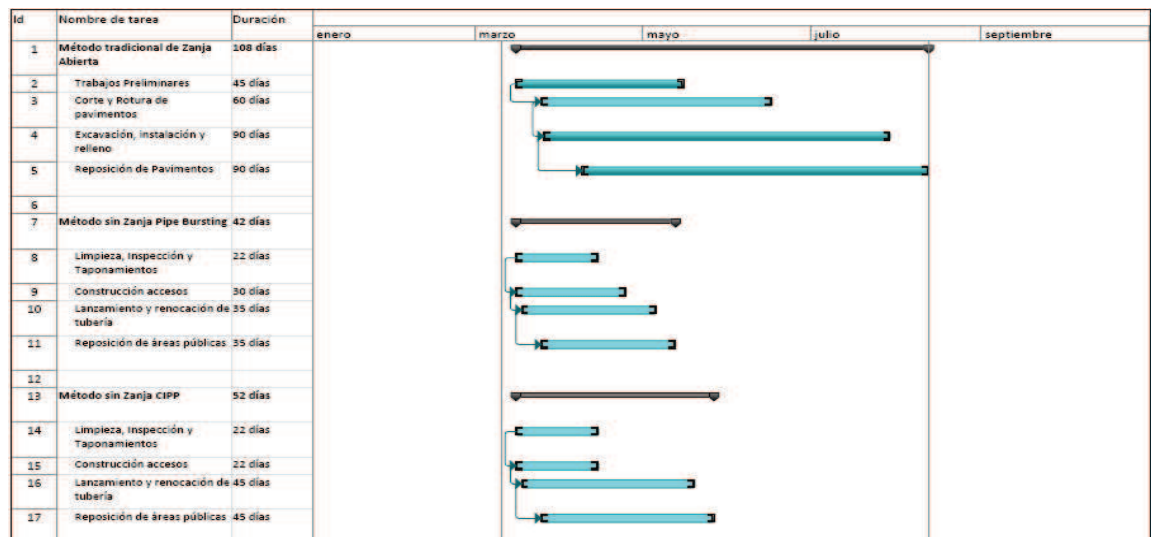 Id Nombre de tarea Duración
enero marzo mayo julio septiembre
1 Método tradicional de Zanja 108 días
Abierta
2 Trabajos Preliminares 45 días
3 Corte y Rotura de 60 días
pavimentos
4 Excavación, instalación y 90 días
relleno
5 Reposición de Pavimentos 90 días
6
7 Método sin Zanja Pipe Bursting 42 días
8 Limpieza, Inspección y 22 días
Taponamientos
9 Construcción accesos 30 días
10 Lanzamiento y renocación de 35 días
tubería
11 Reposición de áreas públicas 35 días
12
13 Método sin Zanja CIPP 52 días
14 Limpieza, Inspección y 22 días
Taponamientos
15 Construcción accesos 22 días
16 Lanzamiento y renovación de 45 días
tubería
17 Reposición de áreas públicas 45 días